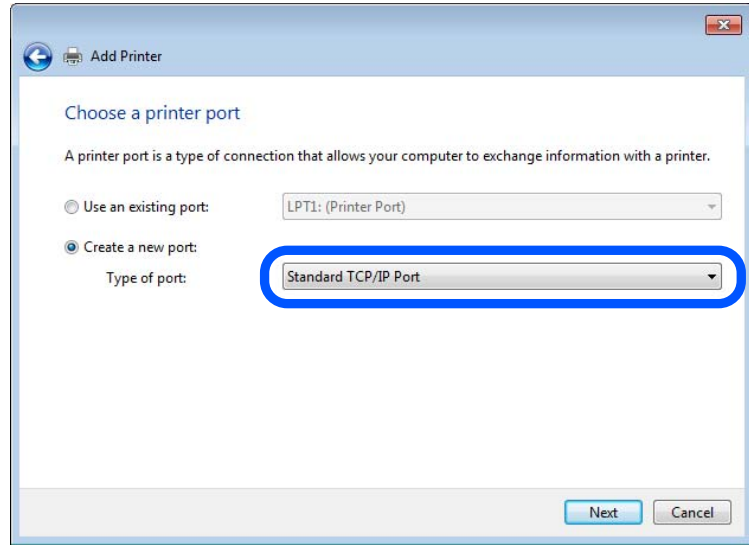 Add Printer
Choose a printer port
A printer port is a type of connection that allows your computer to exchange information with a printer.
Use an existing port: LPT1: (Printer Port)
Create a new port:
Type of port: Standard TCP/IP Port
Next Cancel